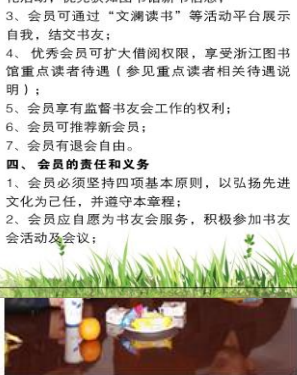 3、会员可通过“文澜读书”等活动平台展示
自我，结交书友；
4、优秀会员可扩大借阅权限，享受浙江图书
馆重点读者待遇（参见重点读者相关待遇说
明）；
5、会员享有监督书友会工作的权利；
6、会员可推荐新会员；
7、会员有退会自由。
四、会员的责任和义务
1、会员必须坚持四项基本原则，以弘扬先进
文化为己任，并遵守本章程；
2、会员应自愿为书友会服务，积极参加书友
会活动及会议；